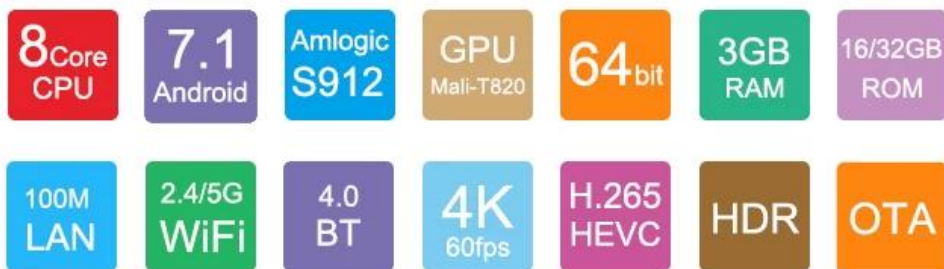 8Core
CPU
7.1
Android
Amlogic
S912
GPU
Mali-T820
64bit
3GB
RAM
16/32GB
ROM
100M
LAN
2.4/5G
WiFi
4.0
BT
4K
60fps
H.265
HEVC
HDR
OTA